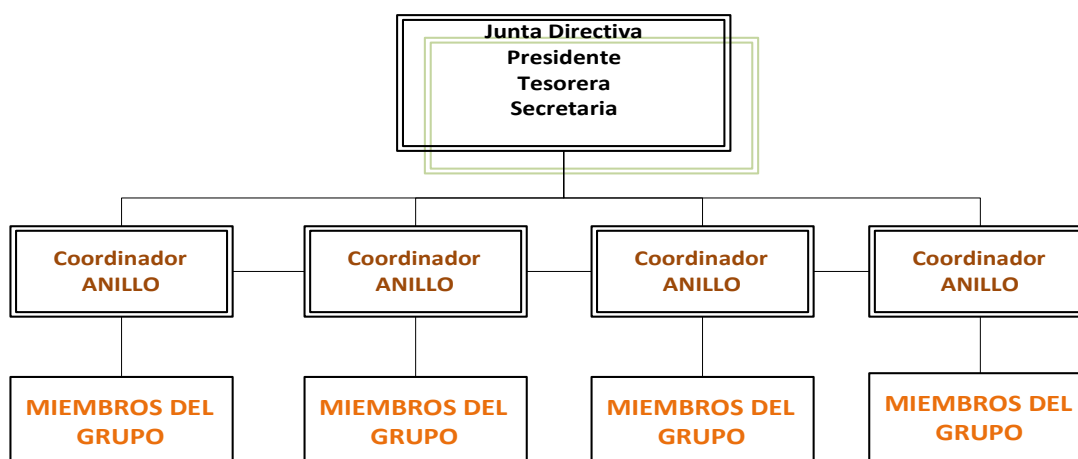 Junta Directiva
Presidente
Tesorera
Secretaria
Coordinador
ANILLO
Coordinador
ANILLO
Coordinador
ANILLO
Coordinador
ANILLO
MIEMBROS DEL
GRUPO
MIEMBROS DEL
GRUPO
MIEMBROS DEL
GRUPO
MIEMBROS DEL
GRUPO